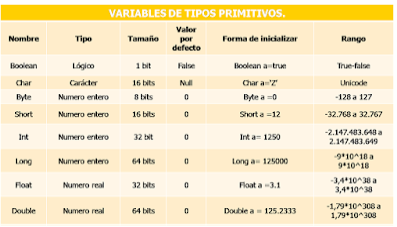 VARIABLES DE TIPOS PRIMITIVOS.
Nombre Tipo Tamaño Valor por defecto Forma de inicializar Rango
Boolean Lógico 1 bit False Boolean a=true True-false
Char Carácter 16 bits Null Char a='Z' Unicode
Byte Numero entero 8 bits 0 Byte a =0 -128 a 127
Short Numero entero 16 bits 0 Short a =12 -32.768 a 32.767
Int Numero entero 32 bit 0 Int a= 1250 -2.147.483.648 a 2.147.483.649
Long Numero entero 64 bits 0 Long a= 125000 -9*10^18 a 9*10^18
Float Numero real 32 bits 0 Float a =3.1 -3,4*10^38 a 3,4*10^38
Double Numero real 64 bits 0 Double a = 125.2333 -1,79*10^308 a 1,79*10^308